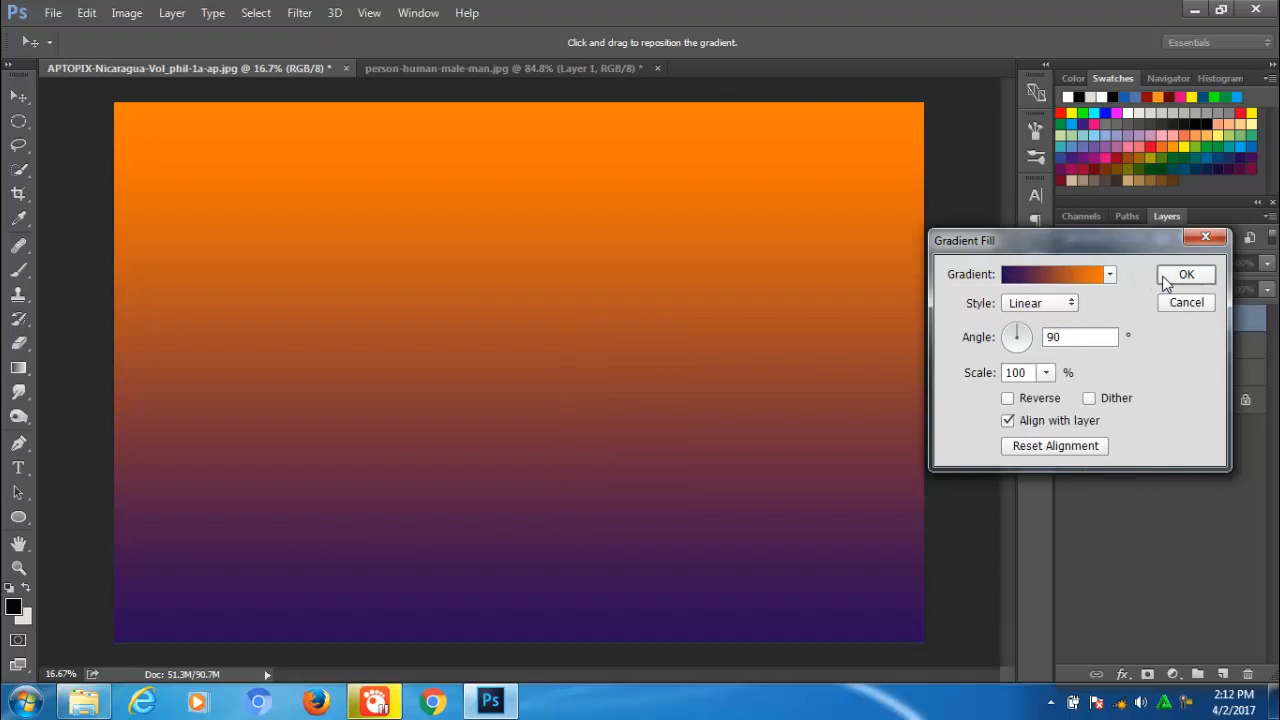 Ps File Edit Image Layer Type Select Filter 3D View Window Help
Click and drag to reposition the gradient.
Essentials
APTOPIX-Nicaragua-Vol_phil-1a-ap.jpg @ 16.7% (RGB/8) * ×
person-human-male-man.jpg @ 84.8% (Layer 1, RGB/8) * ×
Color Swatches Navigator Histogram
Channels Paths Layers
Gradient Fill
Gradient:
OK
Style: Linear
Cancel
Angle: 90 °
Scale: 100 %
Reverse Dither
Align with layer
Reset Alignment
T
A
fx
16.67% Doc: 51.3M/90.7M
Ps
2:12 PM
4/2/2017